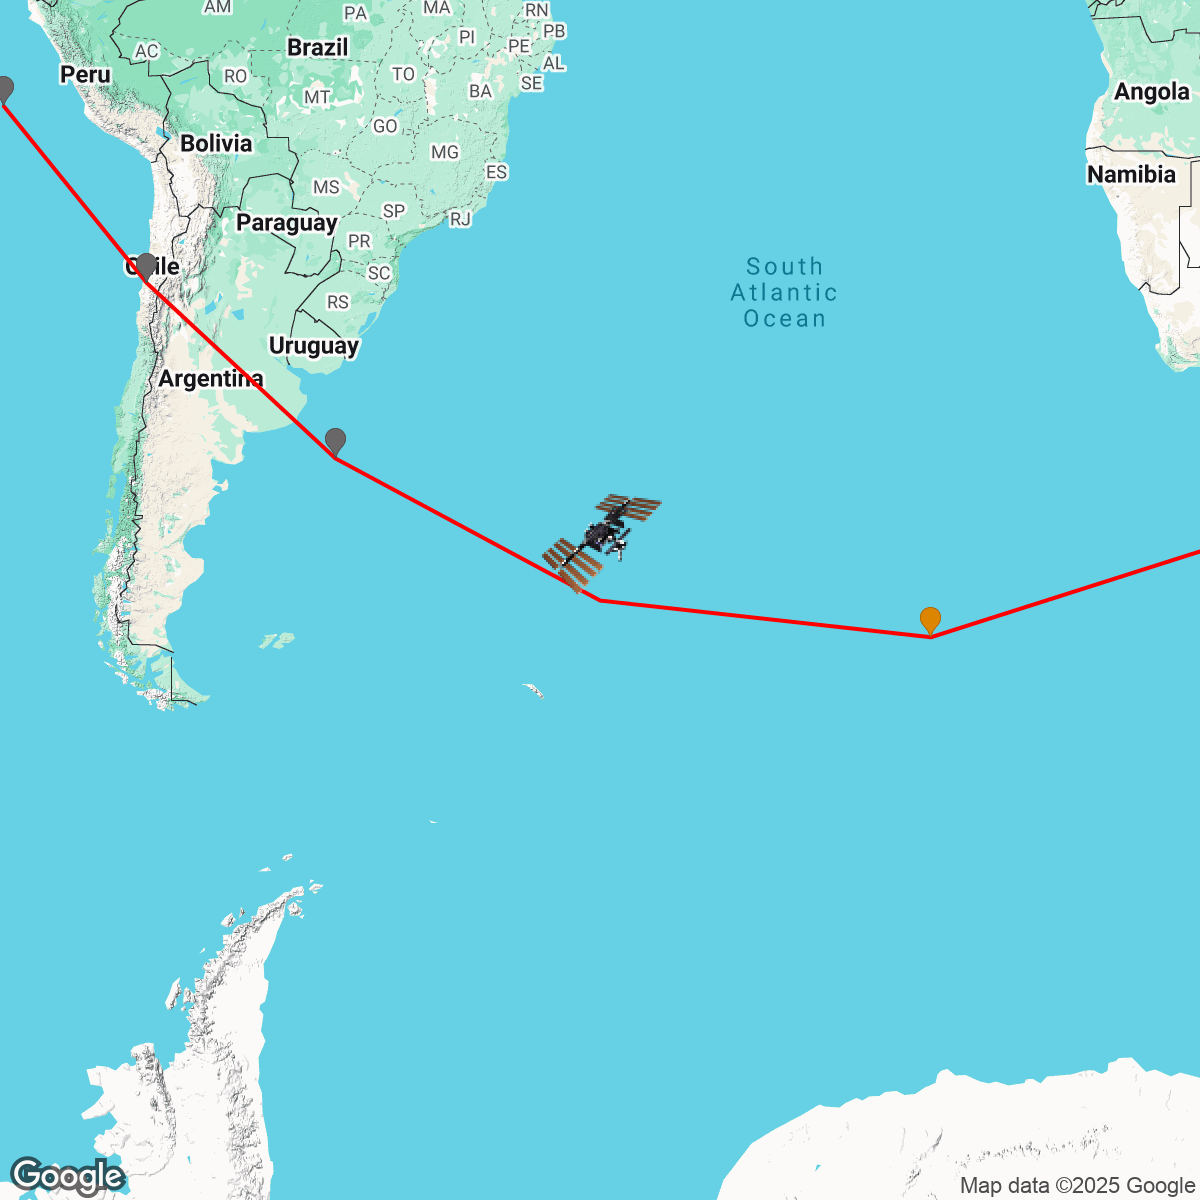 AM
PA
MA
RN
Brazil
PI
PB
PE
AC
AL
Peru
RO
TO
SE
BA
Angola
MT
GO
Bolivia
MG
ES
Namibia
MS
SP
RJ
Paraguay
PR
Chile
SC
South
Atlantic
Ocean
RS
Uruguay
Argentina
Google
Map data ©2025 Google